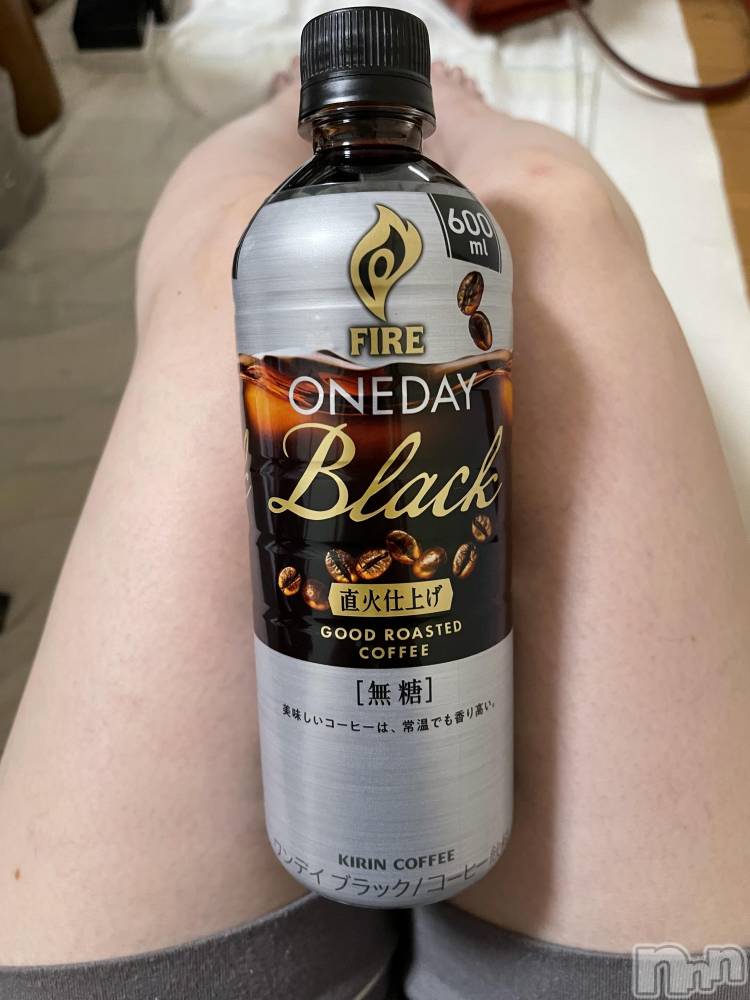 600
ml
FIRE
ONEDAY
Black
直火仕上げ
GOOD ROASTED
COFFEE
[無糖]
美味しいコーヒーは、常温でも香り高い。
KIRIN COFFEE
ワンデイ ブラック/コーヒー
nnn